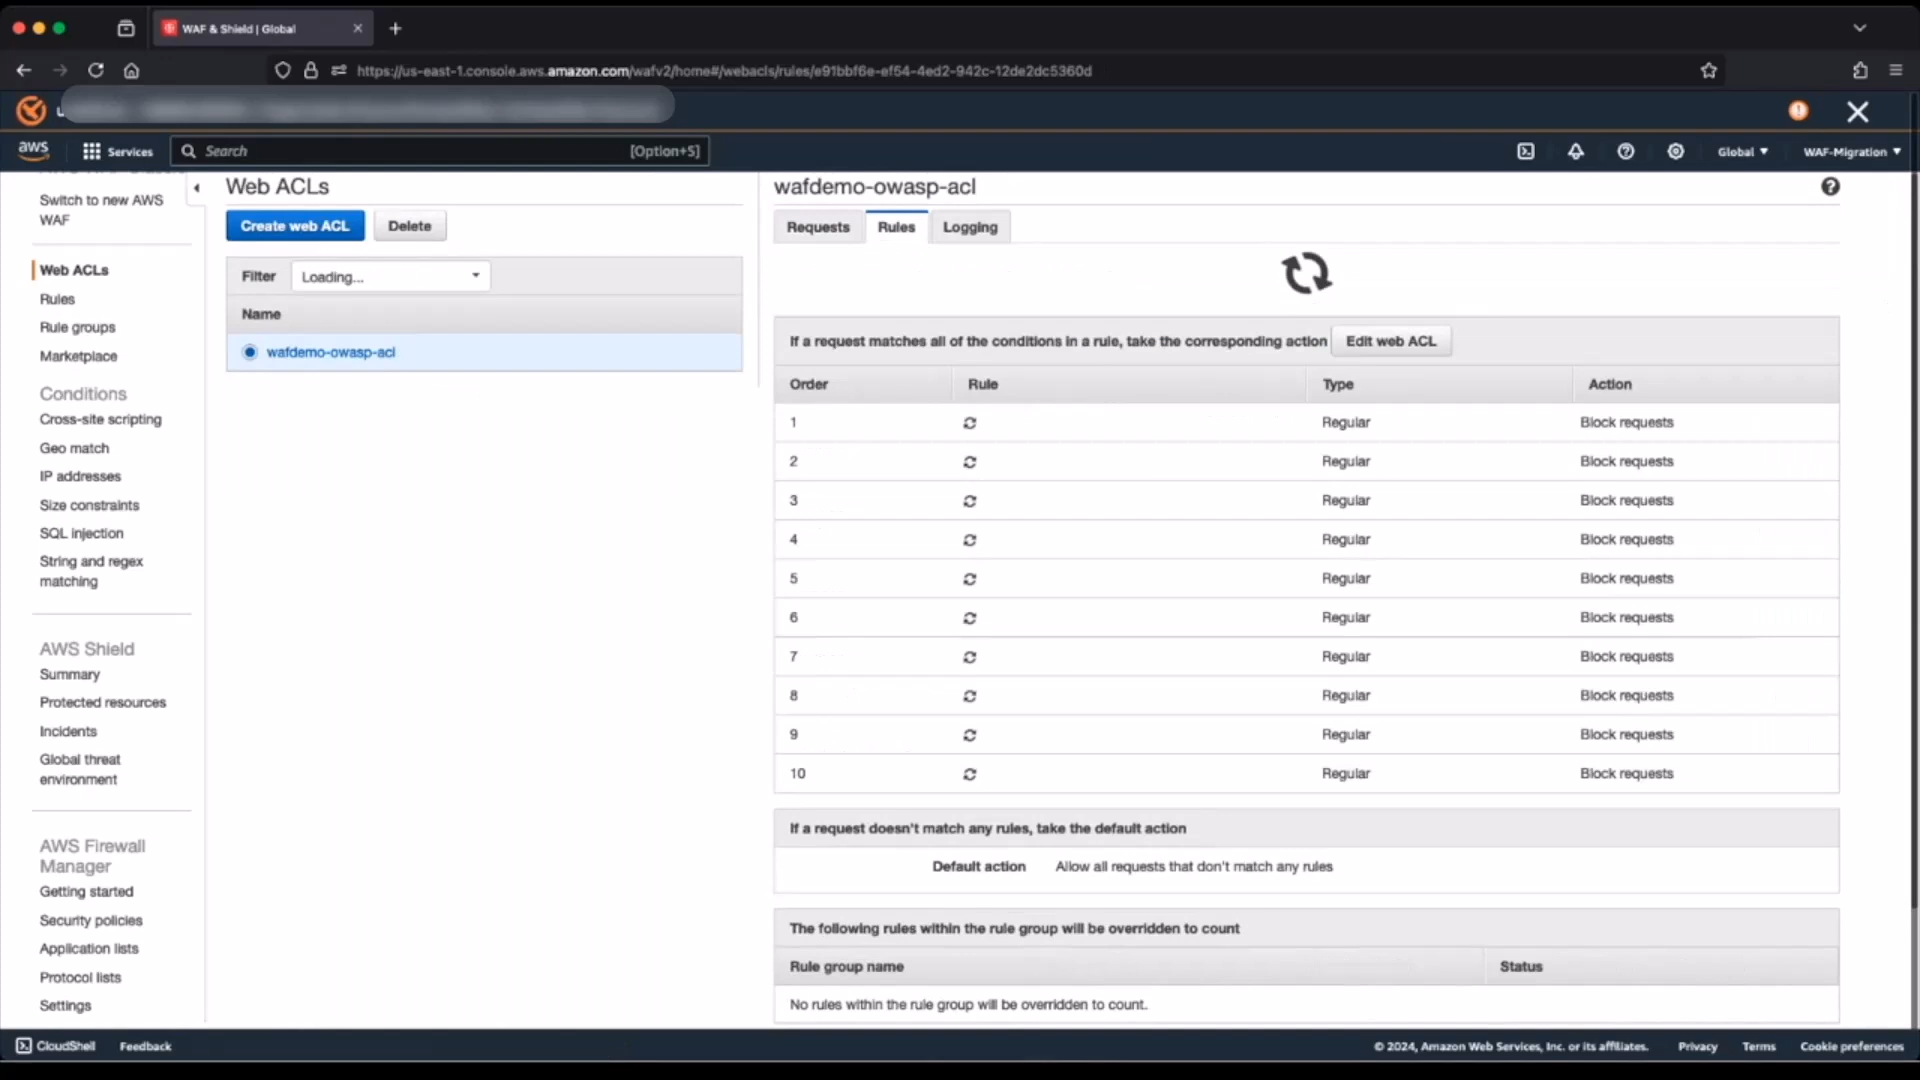 WAF & Shield | Global
https://us-east-1.console.aws.amazon.com/wafv2/home#/webacls/rules/e91bbf6e-ef54-4ed2-942c-12de2dc5360d
aws
Services
Search
[Option+S]
Global
WAF-Migration
Switch to new AWS
WAF
Web ACLs
Rules
Rule groups
Marketplace
Conditions
Cross-site scripting
Geo match
IP addresses
Size constraints
SQL injection
String and regex
matching
AWS Shield
Summary
Protected resources
Incidents
Global threat
environment
AWS Firewall
Manager
Getting started
Security policies
Application lists
Protocol lists
Settings
Web ACLs
Create web ACL
Delete
Filter
Loading...
Name
wafdemo-owasp-acl
wafdemo-owasp-acl
Requests
Rules
Logging
If a request matches all of the conditions in a rule, take the corresponding action
Edit web ACL
Order Rule Type Action
1 Regular Block requests
2 Regular Block requests
3 Regular Block requests
4 Regular Block requests
5 Regular Block requests
6 Regular Block requests
7 Regular Block requests
8 Regular Block requests
9 Regular Block requests
10 Regular Block requests
If a request doesn't match any rules, take the default action
Default action Allow all requests that don't match any rules
The following rules within the rule group will be overridden to count
Rule group name Status
No rules within the rule group will be overridden to count.
CloudShell
Feedback
© 2024, Amazon Web Services, Inc. or its affiliates.
Privacy
Terms
Cookie preferences